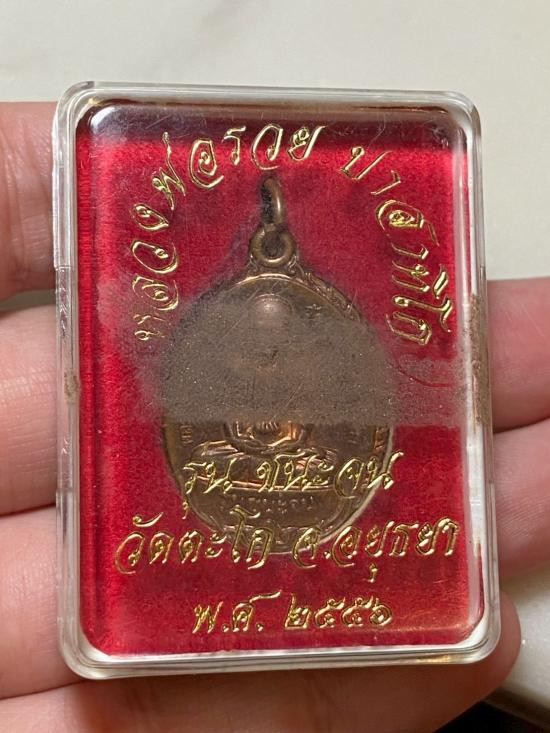 หลวงพ่อรวย ปาสาทิโก
รุ่น ชนะจน
วัดตะโก จ.อยุธยา
พ.ศ. ๒๕๕๖